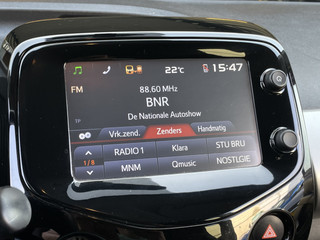 22°C 15:47
FM 88.60 MHz
BNR
De Nationale Autoshow
TP
Vrk.zend. Zenders Handmatig
RADIO 1 Klara STU BRU
1/8
MNM Qmusic NOSTLGIE